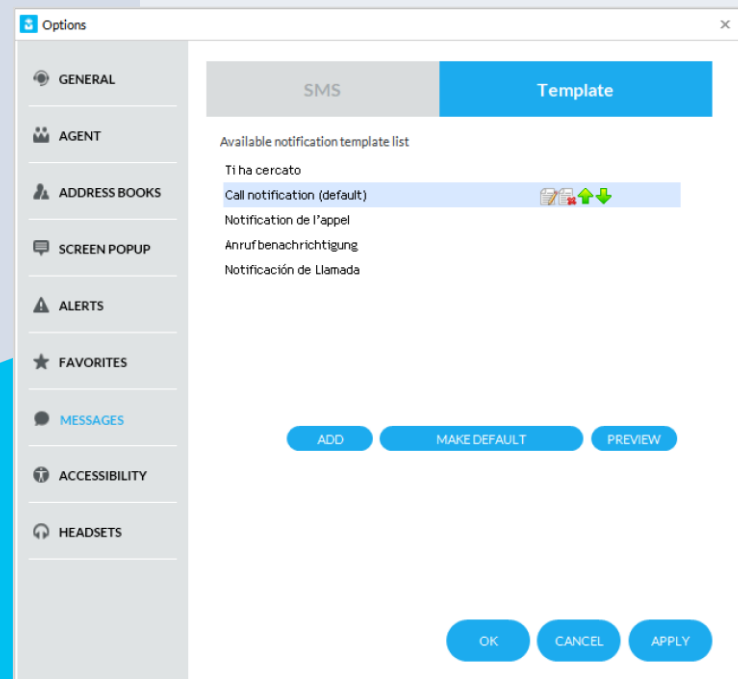 Options
GENERAL
AGENT
ADDRESS BOOKS
SCREEN POPUP
ALERTS
FAVORITES
MESSAGES
ACCESSIBILITY
HEADSETS
SMS
Template
Available notification template list
Ti ha cercato
Call notification (default)
Notification de l'appel
Anrufbenachrichtigung
Notificación de Llamada
ADD
MAKE DEFAULT
PREVIEW
OK
CANCEL
APPLY